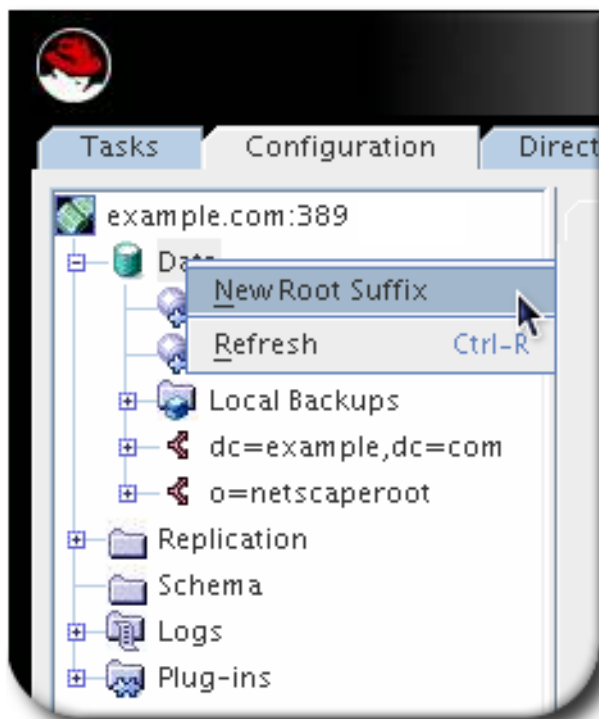 Tasks Configuration Direct
example.com:389
Data
New Root Suffix
Refresh Ctrl-R
Local Backups
dc=example,dc=com
o=netscaperoot
Replication
Schema
Logs
Plug-ins